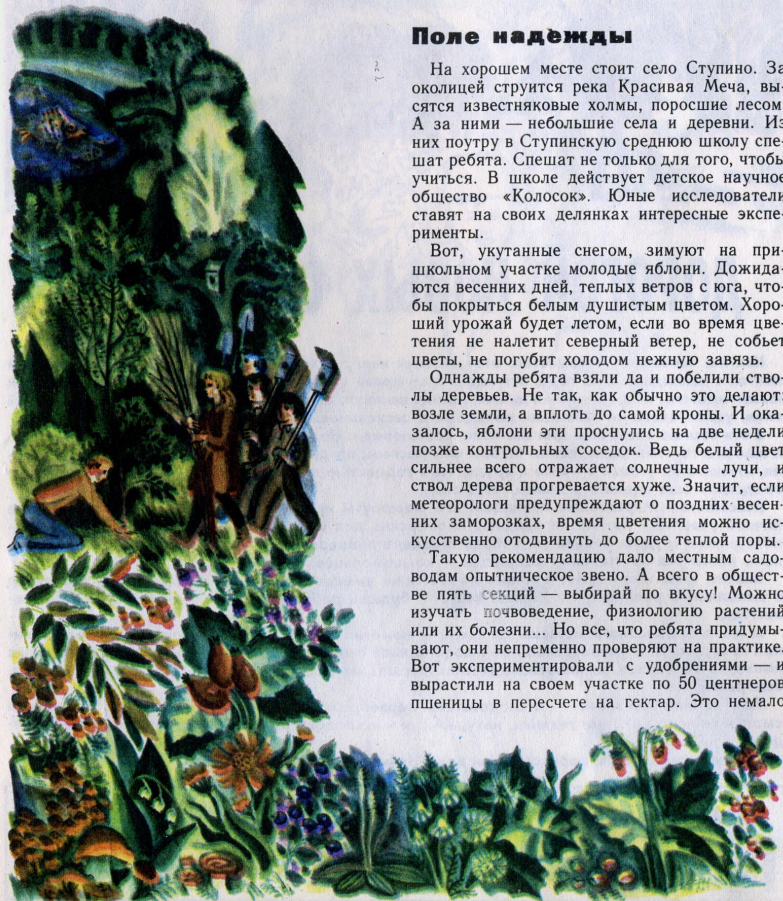 Поле надежды
На хорошем месте стоит село Ступино. За
околицей струится река Красивая Меча, вы-
сятся известняковые холмы, поросшие лесом
А за ними — небольшие села и деревни. Из
них поутру в Ступинскую среднюю школу спе-
шат ребята. Спешат не только для того, чтобы
учиться. В школе действует детское научное
общество «Колосок». Юные исследователи
ставят на своих делянках интересные экспе-
рименты.
Вот, укутанные снегом, зимуют на при-
школьном участке молодые яблони. Дожида-
ются весенних дней, теплых ветров с юга, что-
бы покрыться белым душистым цветом. Хоро-
ший урожай будет летом, если во время цве-
тения не налетит северный ветер, не собьет
цветы, не погубит холодом нежную завязь.
Однажды ребята взяли да и побелили ство-
лы деревьев. Не так, как обычно это делают:
возле земли, а вплоть до самой кроны. И ока-
залось, яблони эти проснулись на две недели
позже контрольных соседок. Ведь белый цвет
сильнее всего отражает солнечные лучи, и
ствол дерева прогревается хуже. Значит, если
метеорологи предупреждают о поздних весен-
них заморозках, время цветения можно ис-
кусственно отодвинуть до более теплой поры.
Такую рекомендацию дало местным садо-
водам опытническое звено. А всего в общест-
ве пять секций — выбирай по вкусу! Можно
изучать почвоведение, физиологию растений
или их болезни... Но все, что ребята придумы-
вают, они непременно проверяют на практике.
Вот экспериментировали с удобрениями — и
вырастили на своем участке по 50 центнеров
пшеницы в пересчете на гектар. Это немало